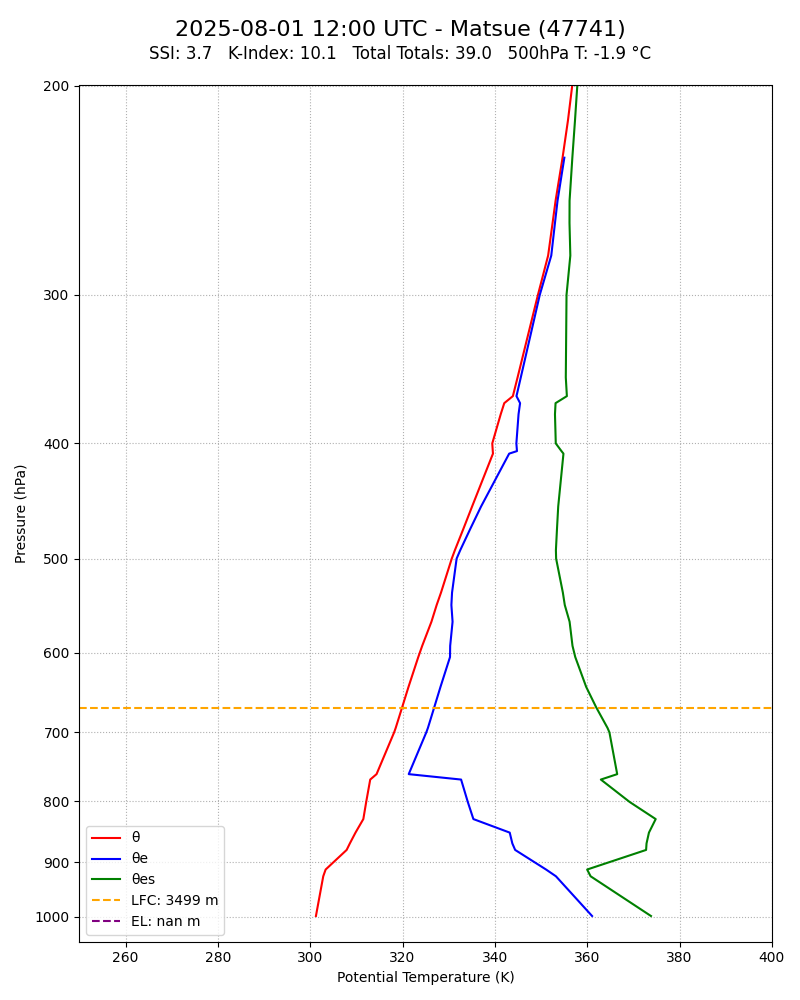 2025-08-01 12:00 UTC - Matsue (47741)
SSI: 3.7   K-Index: 10.1   Total Totals: 39.0   500hPa T: -1.9 °C
200
300
400
500
600
700
800
900
1000
Pressure (hPa)
θ
θe
θes
LFC: 3499 m
EL: nan m
260
280
300
320
340
360
380
400
Potential Temperature (K)